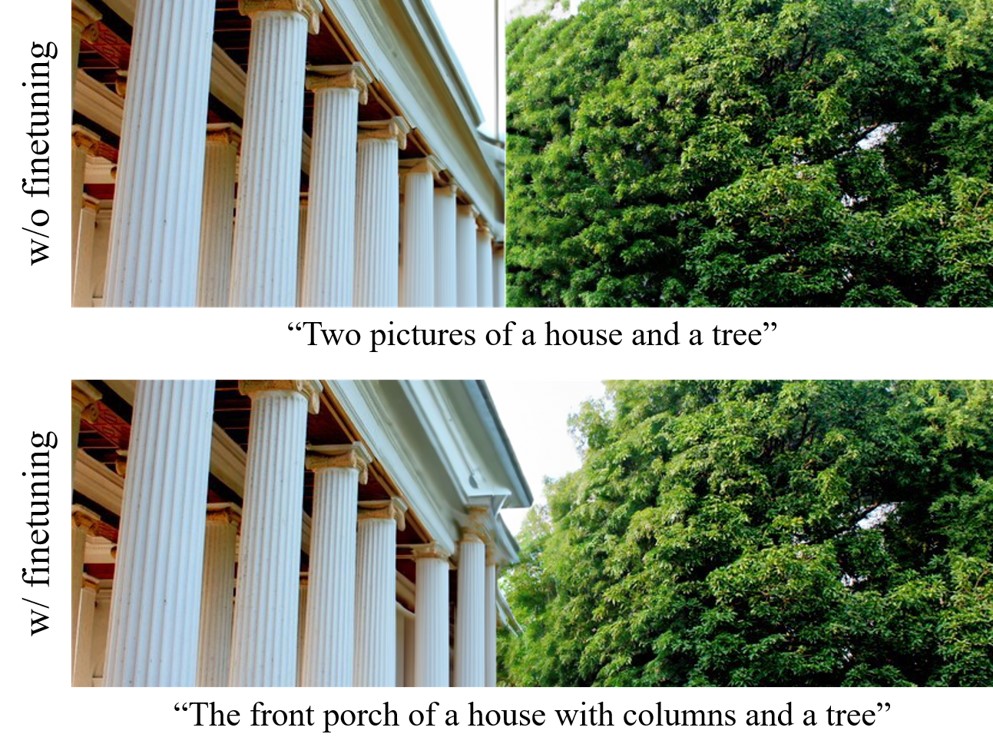 w/o finetuning
“Two pictures of a house and a tree”
w/ finetuning
“The front porch of a house with columns and a tree”